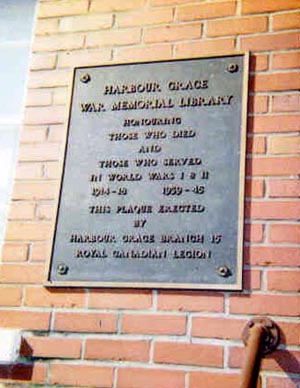 HARBOUR GRACE
WAR MEMORIAL LIBRARY
HONOURING
THOSE WHO DIED
AND
THOSE WHO SERVED
IN WORLD WARS I & II
1914-18 1939-45
THIS PLAQUE ERECTED
BY
HARBOUR GRACE BRANCH 15
ROYAL CANADIAN LEGION